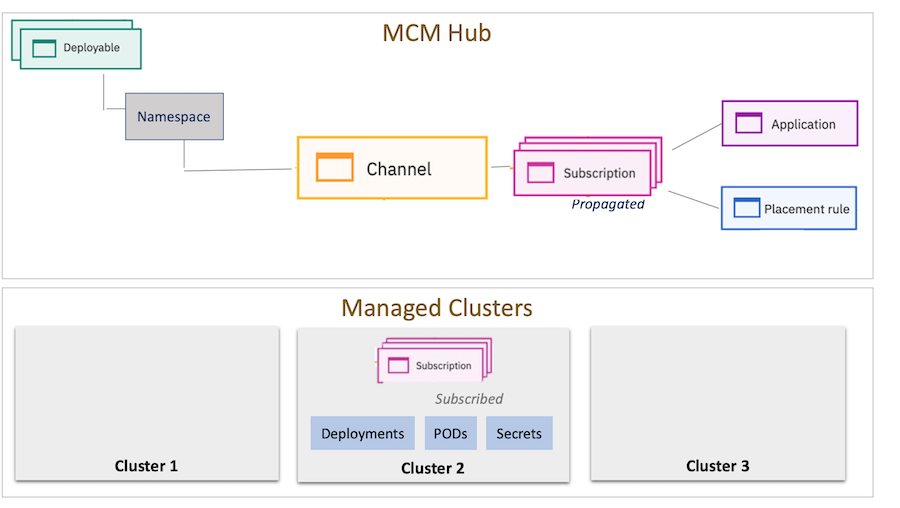 MCM Hub
Deployable
Namespace
Channel
Subscription
Propagated
Application
Placement rule
Managed Clusters
Subscription
Subscribed
Deployments
PODs
Secrets
Cluster 1
Cluster 2
Cluster 3